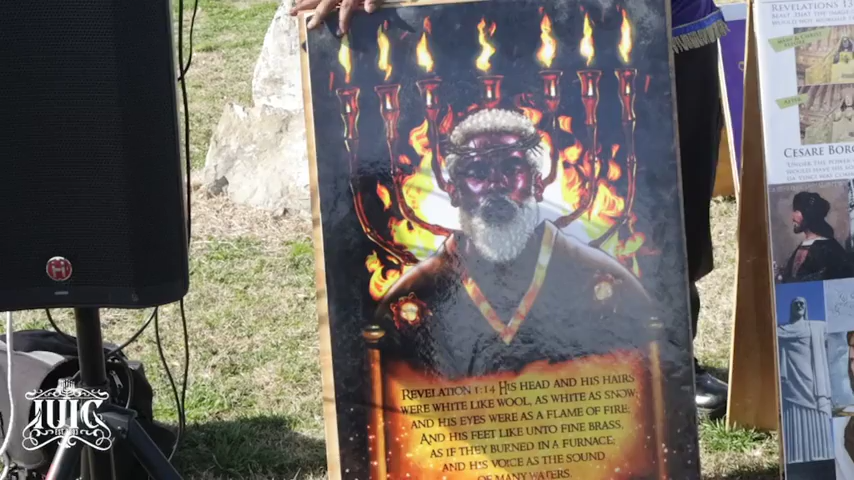 REVELATION 1:14 HIS HEAD AND HIS HAIRS
WERE WHITE LIKE WOOL, AS WHITE AS SNOW,
AND HIS EYES WERE AS A FLAME OF FIRE;
AND HIS FEET LIKE UNTO FINE BRASS,
AS IF THEY BURNED IN A FURNACE;
AND HIS VOICE AS THE SOUND
OF MANY WATERS.
REVELATIONS 13
CESARE BOR
IUIC